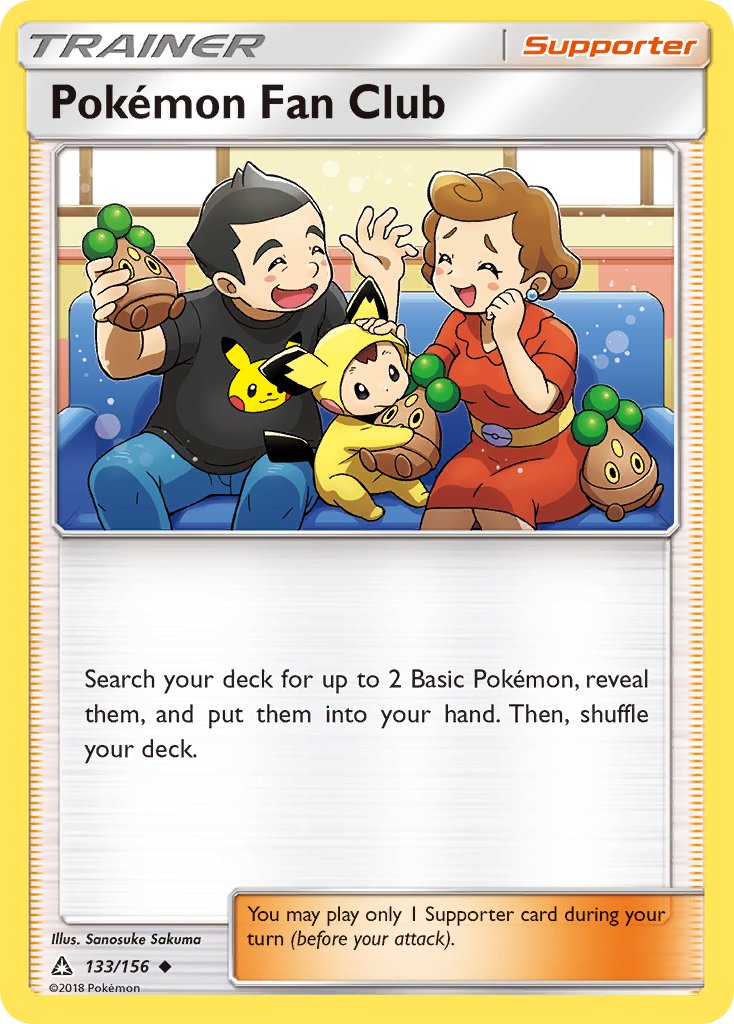 TRAINER
Supporter
Pokémon Fan Club
Search your deck for up to 2 Basic Pokémon, reveal
them, and put them into your hand. Then, shuffle
your deck.
You may play only 1 Supporter card during your
turn (before your attack).
Illus. Sanosuke Sakuma
133/156
©2018 Pokémon